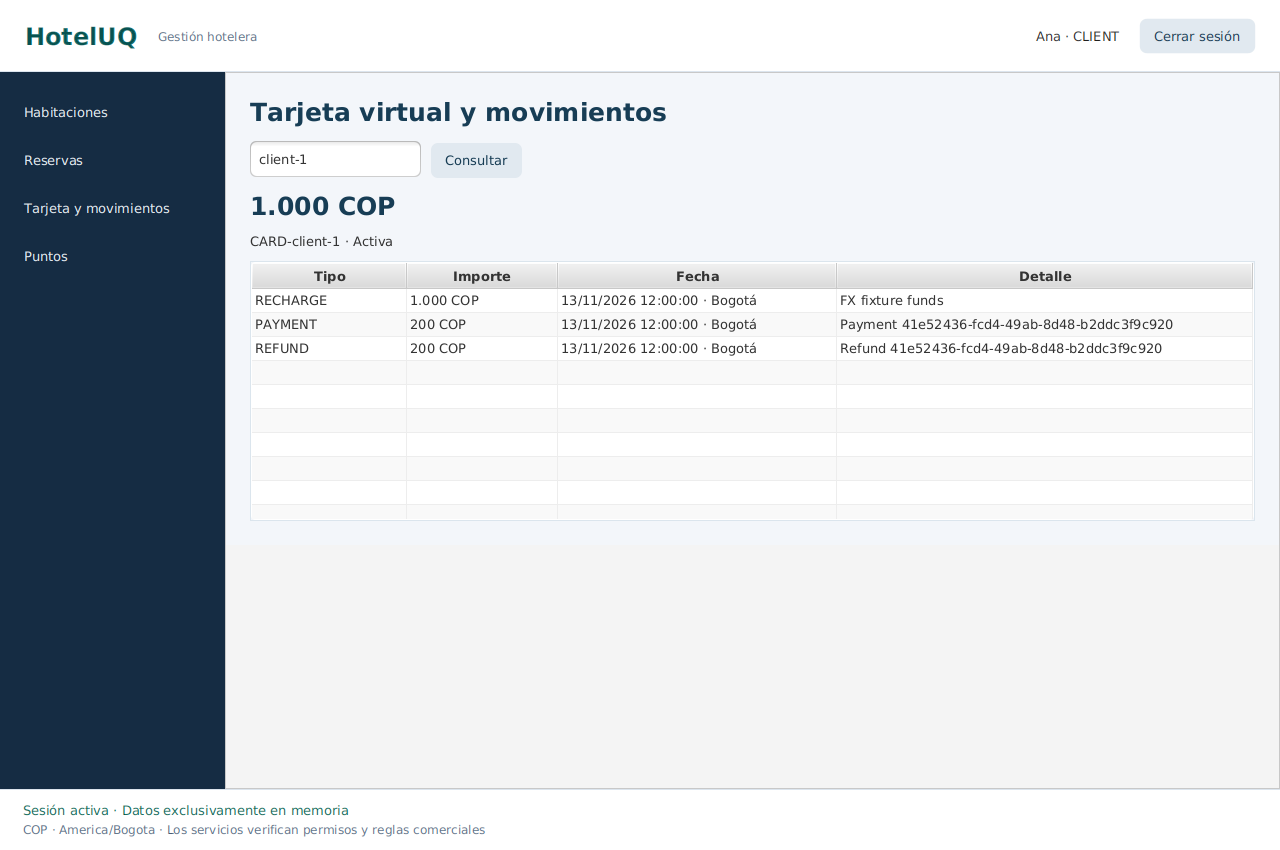 HotelUQ Gestión hotelera Ana · CLIENT Cerrar sesión
Habitaciones
Reservas
Tarjeta y movimientos
Puntos
Tarjeta virtual y movimientos
client-1 Consultar
1.000 COP
CARD-client-1 · Activa
Tipo Importe Fecha Detalle
RECHARGE 1.000 COP 13/11/2026 12:00:00 · Bogotá FX fixture funds
PAYMENT 200 COP 13/11/2026 12:00:00 · Bogotá Payment 41e52436-fcd4-49ab-8d48-b2ddc3f9c920
REFUND 200 COP 13/11/2026 12:00:00 · Bogotá Refund 41e52436-fcd4-49ab-8d48-b2ddc3f9c920
Sesión activa · Datos exclusivamente en memoria
COP · America/Bogota · Los servicios verifican permisos y reglas comerciales